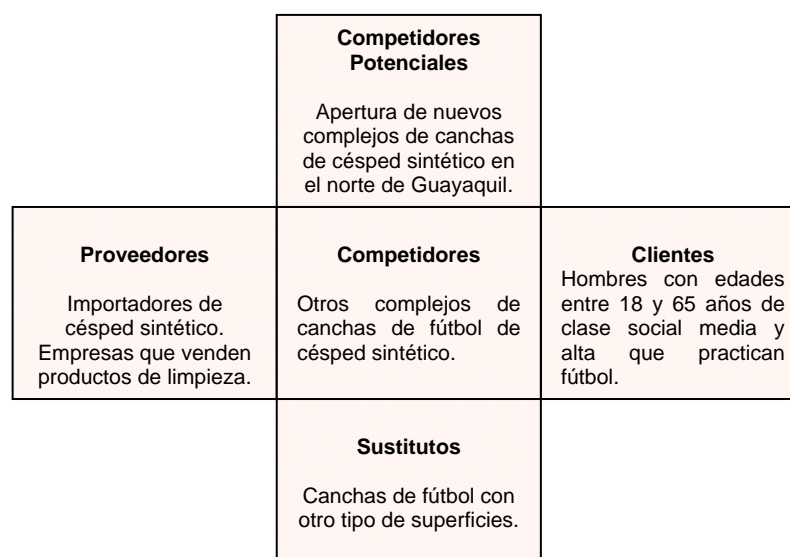 Competidores
Potenciales
Apertura de nuevos
complejos de canchas
de césped sintético en
el norte de Guayaquil.
Proveedores
Importadores de
césped sintético.
Empresas que venden
productos de limpieza.
Competidores
Otros complejos de
canchas de fútbol de
césped sintético.
Clientes
Hombres con edades
entre 18 y 65 años de
clase social media y
alta que practican
fútbol.
Sustitutos
Canchas de fútbol con
otro tipo de superficies.